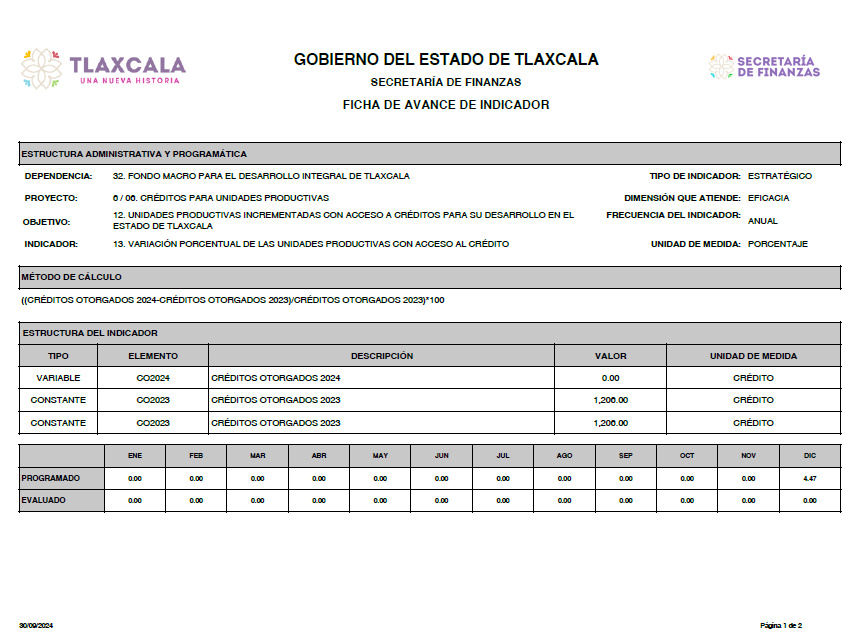 TLAXCALA
UNA NUEVA HISTORIA
GOBIERNO DEL ESTADO DE TLAXCALA
SECRETARÍA DE FINANZAS
FICHA DE AVANCE DE INDICADOR
SECRETARÍA
DE FINANZAS
ESTRUCTURA ADMINISTRATIVA Y PROGRAMÁTICA
DEPENDENCIA: 32. FONDO MACRO PARA EL DESARROLLO INTEGRAL DE TLAXCALA TIPO DE INDICADOR: ESTRATÉGICO
PROYECTO: 6 / 06. CRÉDITOS PARA UNIDADES PRODUCTIVAS DIMENSIÓN QUE ATIENDE: EFICACIA
OBJETIVO: 12. UNIDADES PRODUCTIVAS INCREMENTADAS CON ACCESO A CRÉDITOS PARA SU DESARROLLO EN EL
ESTADO DE TLAXCALA
FRECUENCIA DEL INDICADOR: ANUAL
INDICADOR: 13. VARIACIÓN PORCENTUAL DE LAS UNIDADES PRODUCTIVAS CON ACCESO AL CRÉDITO UNIDAD DE MEDIDA: PORCENTAJE
MÉTODO DE CÁLCULO
((CRÉDITOS OTORGADOS 2024-CRÉDITOS OTORGADOS 2023)/CRÉDITOS OTORGADOS 2023)*100
ESTRUCTURA DEL INDICADOR
TIPO ELEMENTO DESCRIPCIÓN VALOR UNIDAD DE MEDIDA
VARIABLE CO2024 CRÉDITOS OTORGADOS 2024 0.00 CRÉDITO
CONSTANTE CO2023 CRÉDITOS OTORGADOS 2023 1,206.00 CRÉDITO
CONSTANTE CO2023 CRÉDITOS OTORGADOS 2023 1,206.00 CRÉDITO
ENE FEB MAR ABR MAY JUN JUL AGO SEP OCT NOV DIC
PROGRAMADO 0.00 0.00 0.00 0.00 0.00 0.00 0.00 0.00 0.00 0.00 0.00 4.47
EVALUADO 0.00 0.00 0.00 0.00 0.00 0.00 0.00 0.00 0.00 0.00 0.00 0.00
30/09/2024 Página 1 de 2